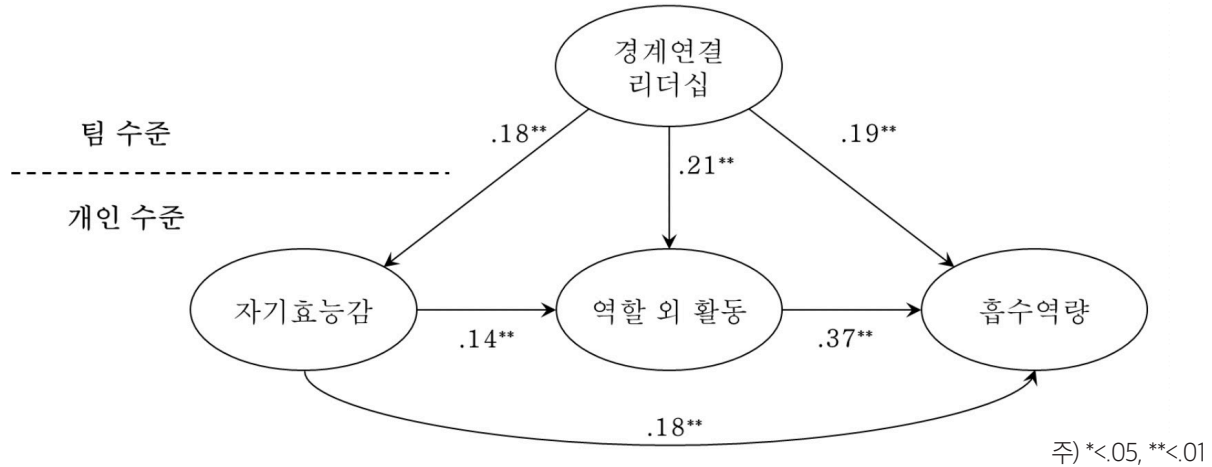 경계연결
리더십
팀 수준
.18**
.21**
.19**
개인 수준
자기효능감
역할 외 활동
흡수역량
.14**
.37**
.18**
주) *<.05, **<.01